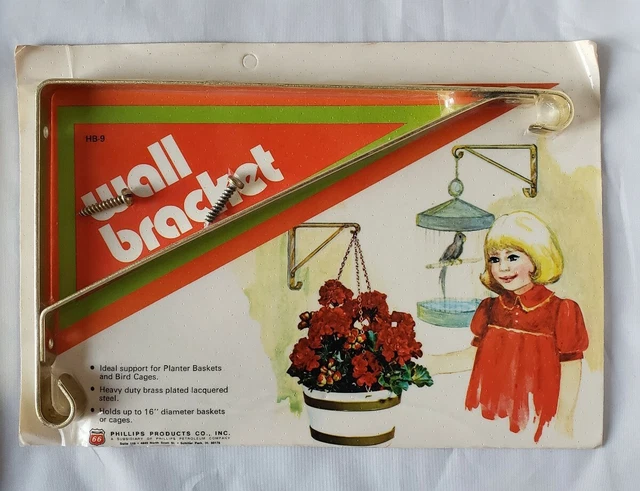 HB-9
wall
bracket
• Ideal support for Planter Baskets
and Bird Cages.
• Heavy duty brass plated lacquered
steel.
• Holds up to 16" diameter baskets
or cages.
PHILLIPS
66
PHILLIPS PRODUCTS CO., INC.
A SUBSIDIARY OF PHILLIPS PETROLEUM COMPANY